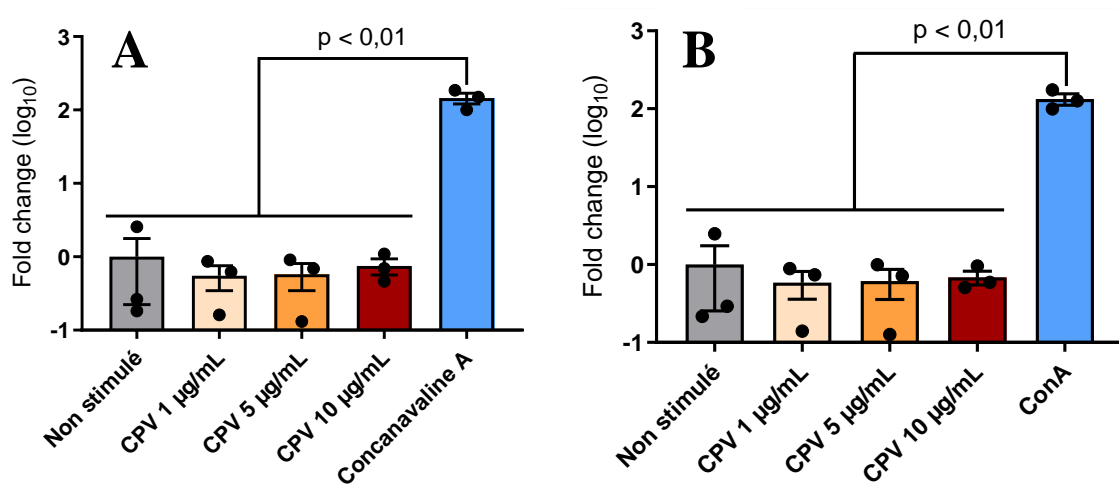 A
p < 0,01
Fold change (log10)
3
2
1
0
-1
Non stimulé
CPV 1 µg/mL
CPV 5 µg/mL
CPV 10 µg/mL
Concanavaline A
B
p < 0,01
Fold change (log10)
3
2
1
0
-1
Non stimulé
CPV 1 µg/mL
CPV 5 µg/mL
CPV 10 µg/mL
ConA